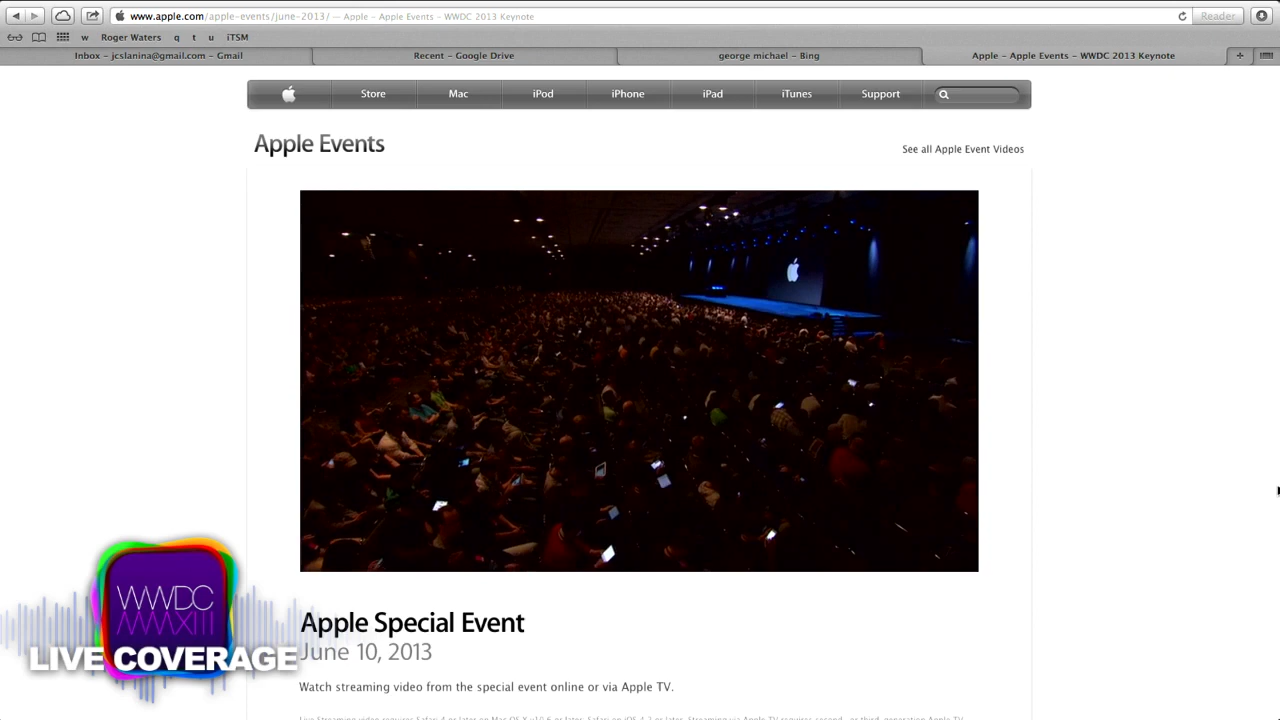 www.apple.com/apple-events/june-2013/ — Apple – Apple Events – WWDC 2013 Keynote
Reader
w Roger Waters q t u iTSM
Inbox – jcslanina@gmail.com – Gmail
Recent – Google Drive
george michael – Bing
Apple – Apple Events – WWDC 2013 Keynote
Store Mac iPod iPhone iPad iTunes Support
Apple Events
See all Apple Event Videos
WWDC
MMXIII
LIVE COVERAGE
Apple Special Event
June 10, 2013
Watch streaming video from the special event online or via Apple TV.